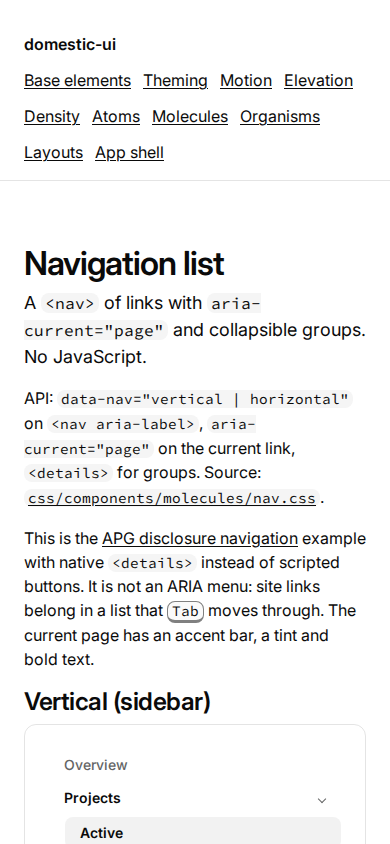 domestic-ui
Base elements Theming Motion Elevation
Density Atoms Molecules Organisms
Layouts App shell
Navigation list
A <nav> of links with aria-
current="page" and collapsible groups.
No JavaScript.
API: data-nav="vertical | horizontal"
on <nav aria-label>, aria-
current="page" on the current link,
<details> for groups. Source:
css/components/molecules/nav.css.
This is the APG disclosure navigation example
with native <details> instead of scripted
buttons. It is not an ARIA menu: site links
belong in a list that Tab moves through. The
current page has an accent bar, a tint and
bold text.
Vertical (sidebar)
Overview
Projects
Active